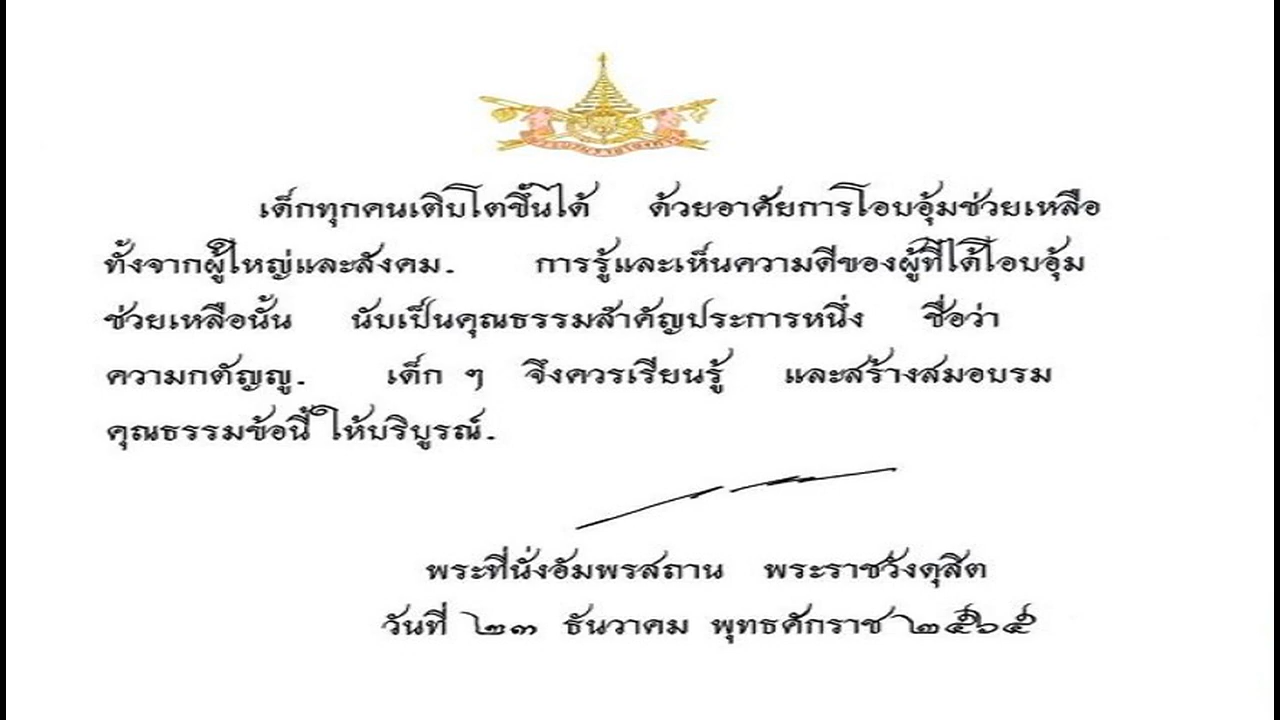 เด็กทุกคนเติบโตขึ้นได้ ด้วยอาศัยการโอบอุ้มช่วยเหลือ
ทั้งจากผู้ใหญ่และสังคม. การรู้และเห็นความดีของผู้ที่ได้โอบอุ้ม
ช่วยเหลือนั้น นับเป็นคุณธรรมสำคัญประการหนึ่ง ชื่อว่า
ความกตัญญู. เด็ก ๆ จึงควรเรียนรู้ และสร้างสมอบรม
คุณธรรมข้อนี้ ให้บริบูรณ์.
พระที่นั่งอัมพรสถาน พระราชวังดุสิต
วันที่ ๒๓ ธันวาคม พุทธศักราช ๒๕๖๕